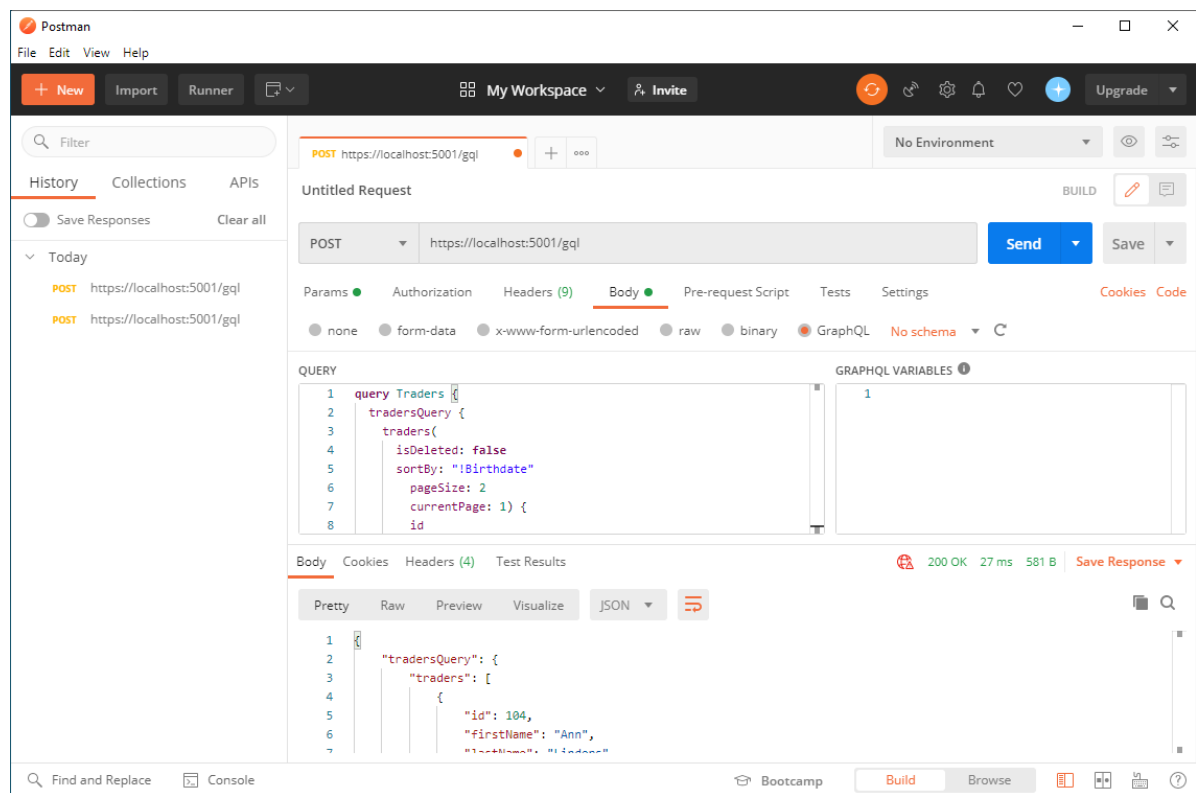 Postman
File Edit View Help
+ New Import Runner My Workspace Invite Upgrade
Filter
History Collections APIs
Save Responses Clear all
Today
POST https://localhost:5001/gql
POST https://localhost:5001/gql
POST https://localhost:5001/gql
No Environment
Untitled Request BUILD
POST https://localhost:5001/gql Send Save
Params Authorization Headers (9) Body Pre-request Script Tests Settings Cookies Code
none form-data x-www-form-urlencoded raw binary GraphQL No schema
QUERY GRAPHQL VARIABLES
1 query Traders {
2 tradersQuery {
3 traders(
4 isDeleted: false
5 sortBy: "!Birthdate"
6 pageSize: 2
7 currentPage: 1) {
8 id
1
Body Cookies Headers (4) Test Results 200 OK 27 ms 581 B Save Response
Pretty Raw Preview Visualize JSON
1 {
2 "tradersQuery": {
3 "traders": [
4 {
5 "id": 104,
6 "firstName": "Ann",
7 "lastName": "Lindens"
Find and Replace Console Bootcamp Build Browse